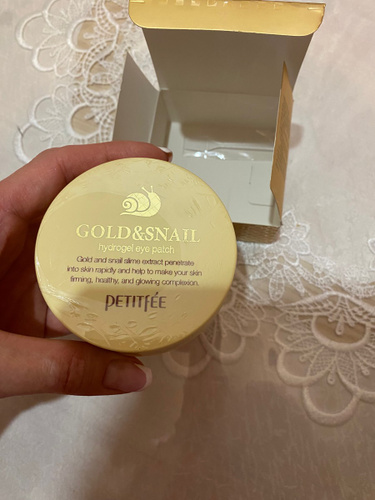 GOLD&SNAIL
hydrogel eye patch
Gold and snail slime extract penetrate
into skin rapidly and help to make your skin
firming, healthy, and glowing complexion.
PETITFÉE